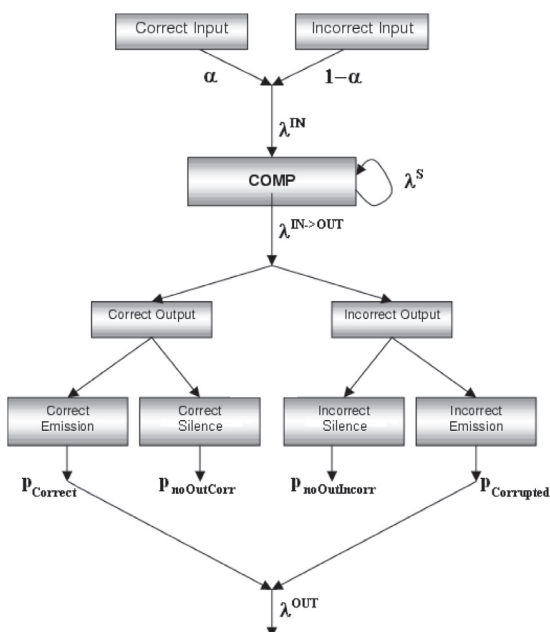 Correct Input
Incorrect Input
α
1−α
λ^IN
COMP
λ^S
λ^IN->OUT
Correct Output
Incorrect Output
Correct
Emission
Correct
Silence
Incorrect
Silence
Incorrect
Emission
p_Correct
p_noOutCorr
p_noOutIncorr
p_Corrupted
λ^OUT